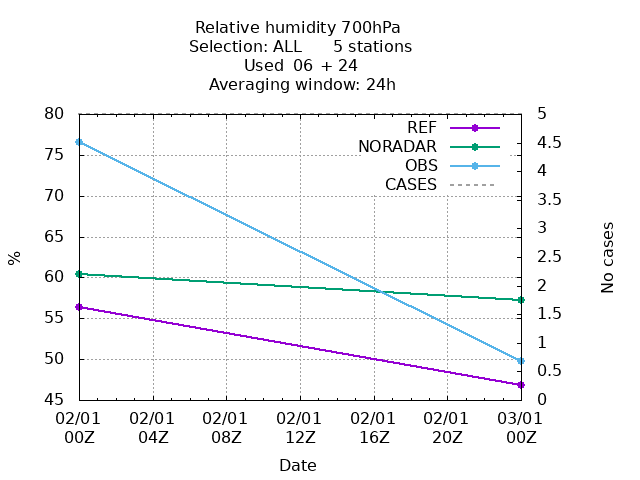 Relative humidity 700hPa
Selection: ALL      5 stations
Used  06 + 24
Averaging window: 24h
80
75
70
65
60
55
50
45
5
4.5
4
3.5
3
2.5
2
1.5
1
0.5
0
REF
NORADAR
OBS
CASES
%
No cases
02/01 02/01 02/01 02/01 02/01 02/01 03/01
00Z 04Z 08Z 12Z 16Z 20Z 00Z
Date